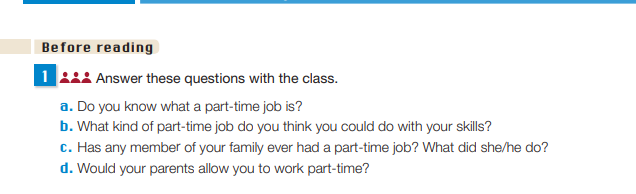 Before reading
1 Answer these questions with the class.
a. Do you know what a part-time job is?
b. What kind of part-time job do you think you could do with your skills?
c. Has any member of your family ever had a part-time job? What did she/he do?
d. Would your parents allow you to work part-time?